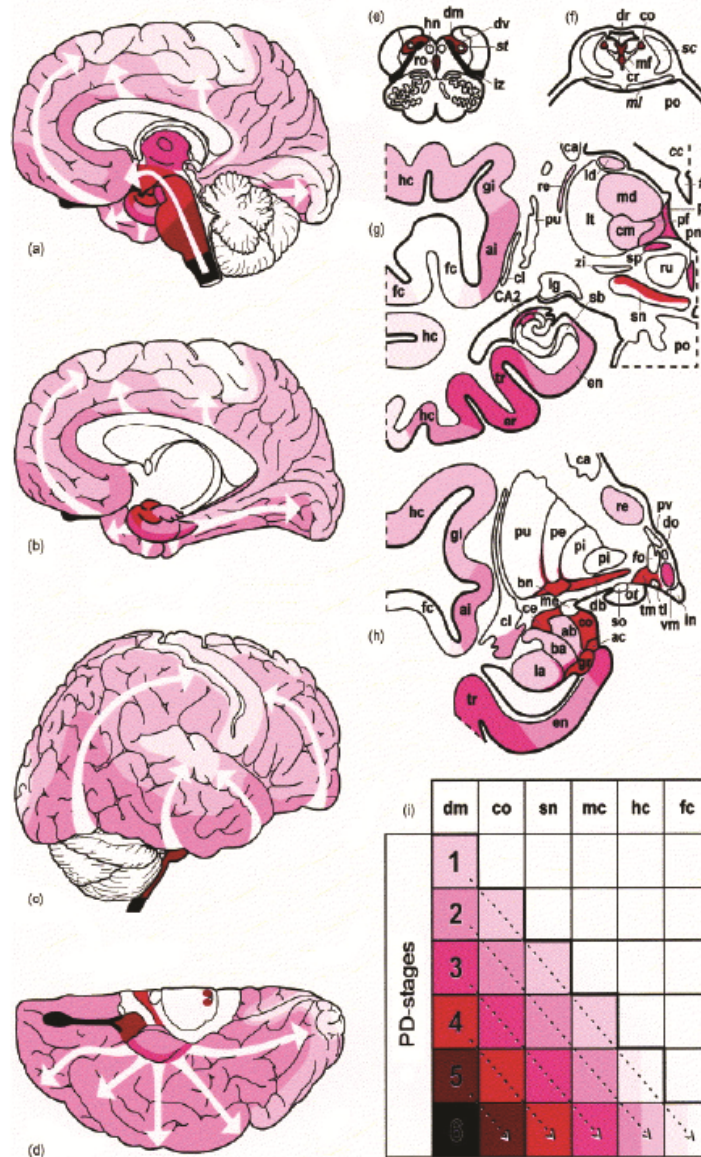 (a)
(b)
(c)
(d)
(e)
hn
dm
dv
st
ro
iz
(f)
dr
co
sc
mf
cr
ml
po
(g)
hc
gi
ca
re
pu
ld
cc
md
lt
cm
pf
pn
ai
fc
fc
cl
zi
sp
ru
CA2
lg
sn
sb
po
hc
tr
en
hc
er
(h)
ca
hc
re
pv
do
gi
pu
pe
pi
pi
fo
bn
ai
fc
cl
ce
me
db
ot
so
tm
tl
vm
in
co
ab
ac
ba
gr
la
tr
en
(i) dm co sn mc hc fc
PD-stages
1
2
3
4
5
6